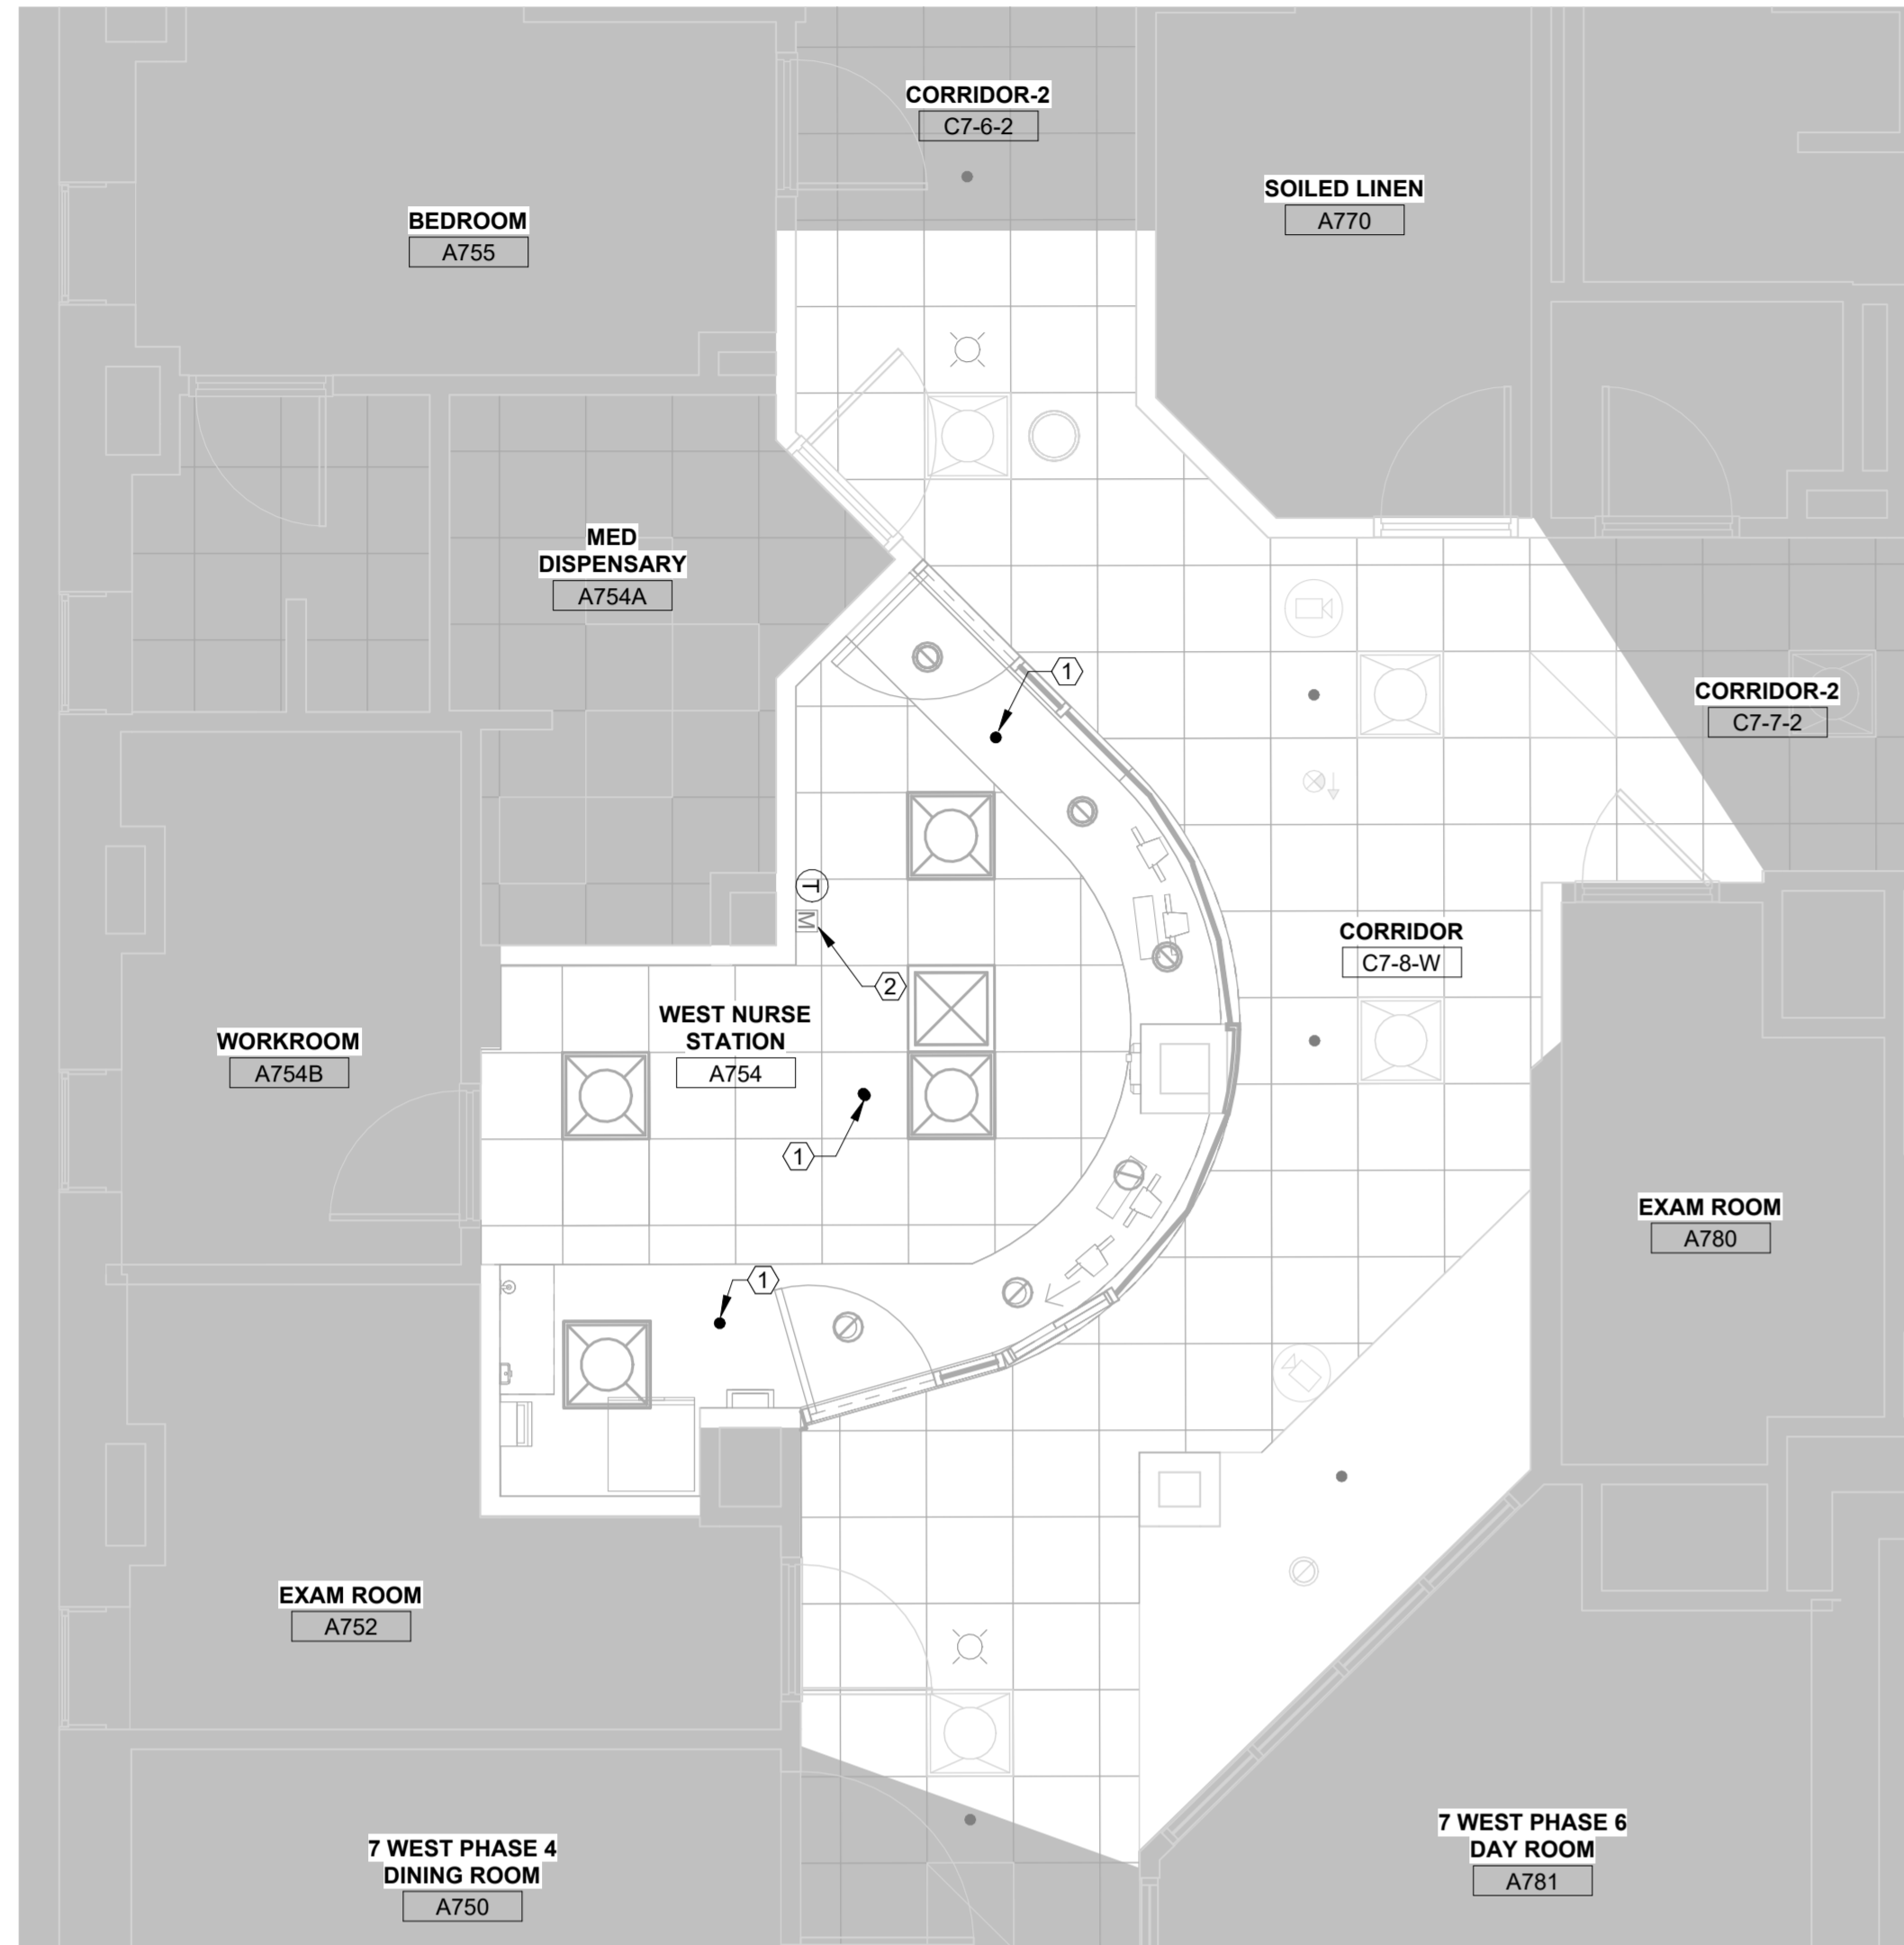 CORRIDOR-2
C7-6-2
SOILED LINEN
A770
BEDROOM
A755
MED
DISPENSARY
A754A
1
CORRIDOR-2
C7-7-2
T
M
2
CORRIDOR
C7-8-W
WEST NURSE
STATION
A754
WORKROOM
A754B
1
EXAM ROOM
A780
1
EXAM ROOM
A752
7 WEST PHASE 4
DINING ROOM
A750
7 WEST PHASE 6
DAY ROOM
A781